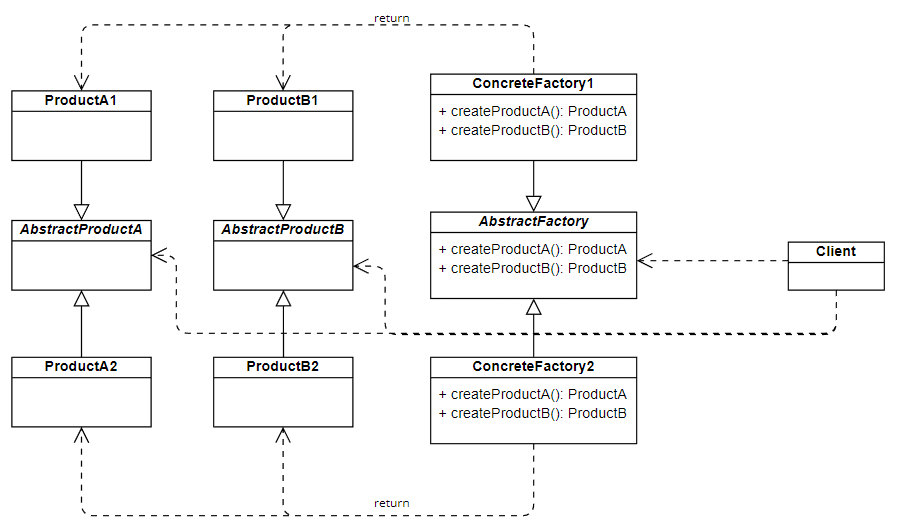 return
ConcreteFactory1
+ createProductA(): ProductA
+ createProductB(): ProductB
ProductA1
ProductB1
AbstractProductA
AbstractProductB
AbstractFactory
+ createProductA(): ProductA
+ createProductB(): ProductB
Client
ProductA2
ProductB2
ConcreteFactory2
+ createProductA(): ProductA
+ createProductB(): ProductB
return